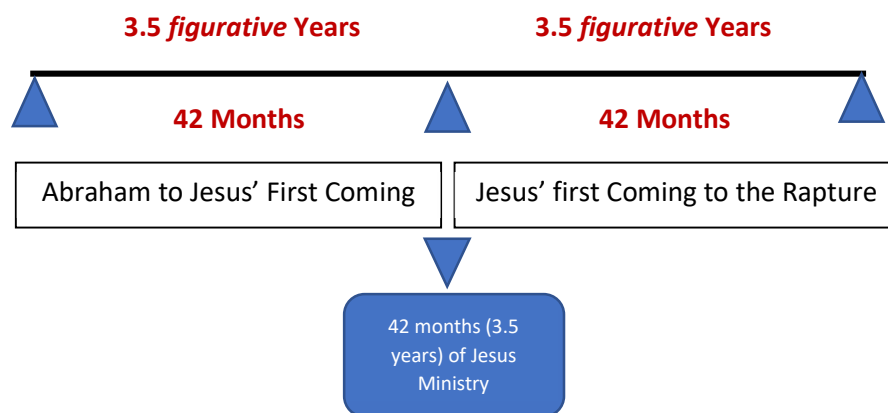 3.5 figurative Years
3.5 figurative Years
42 Months
42 Months
Abraham to Jesus’ First Coming
Jesus’ first Coming to the Rapture
42 months (3.5
years) of Jesus
Ministry